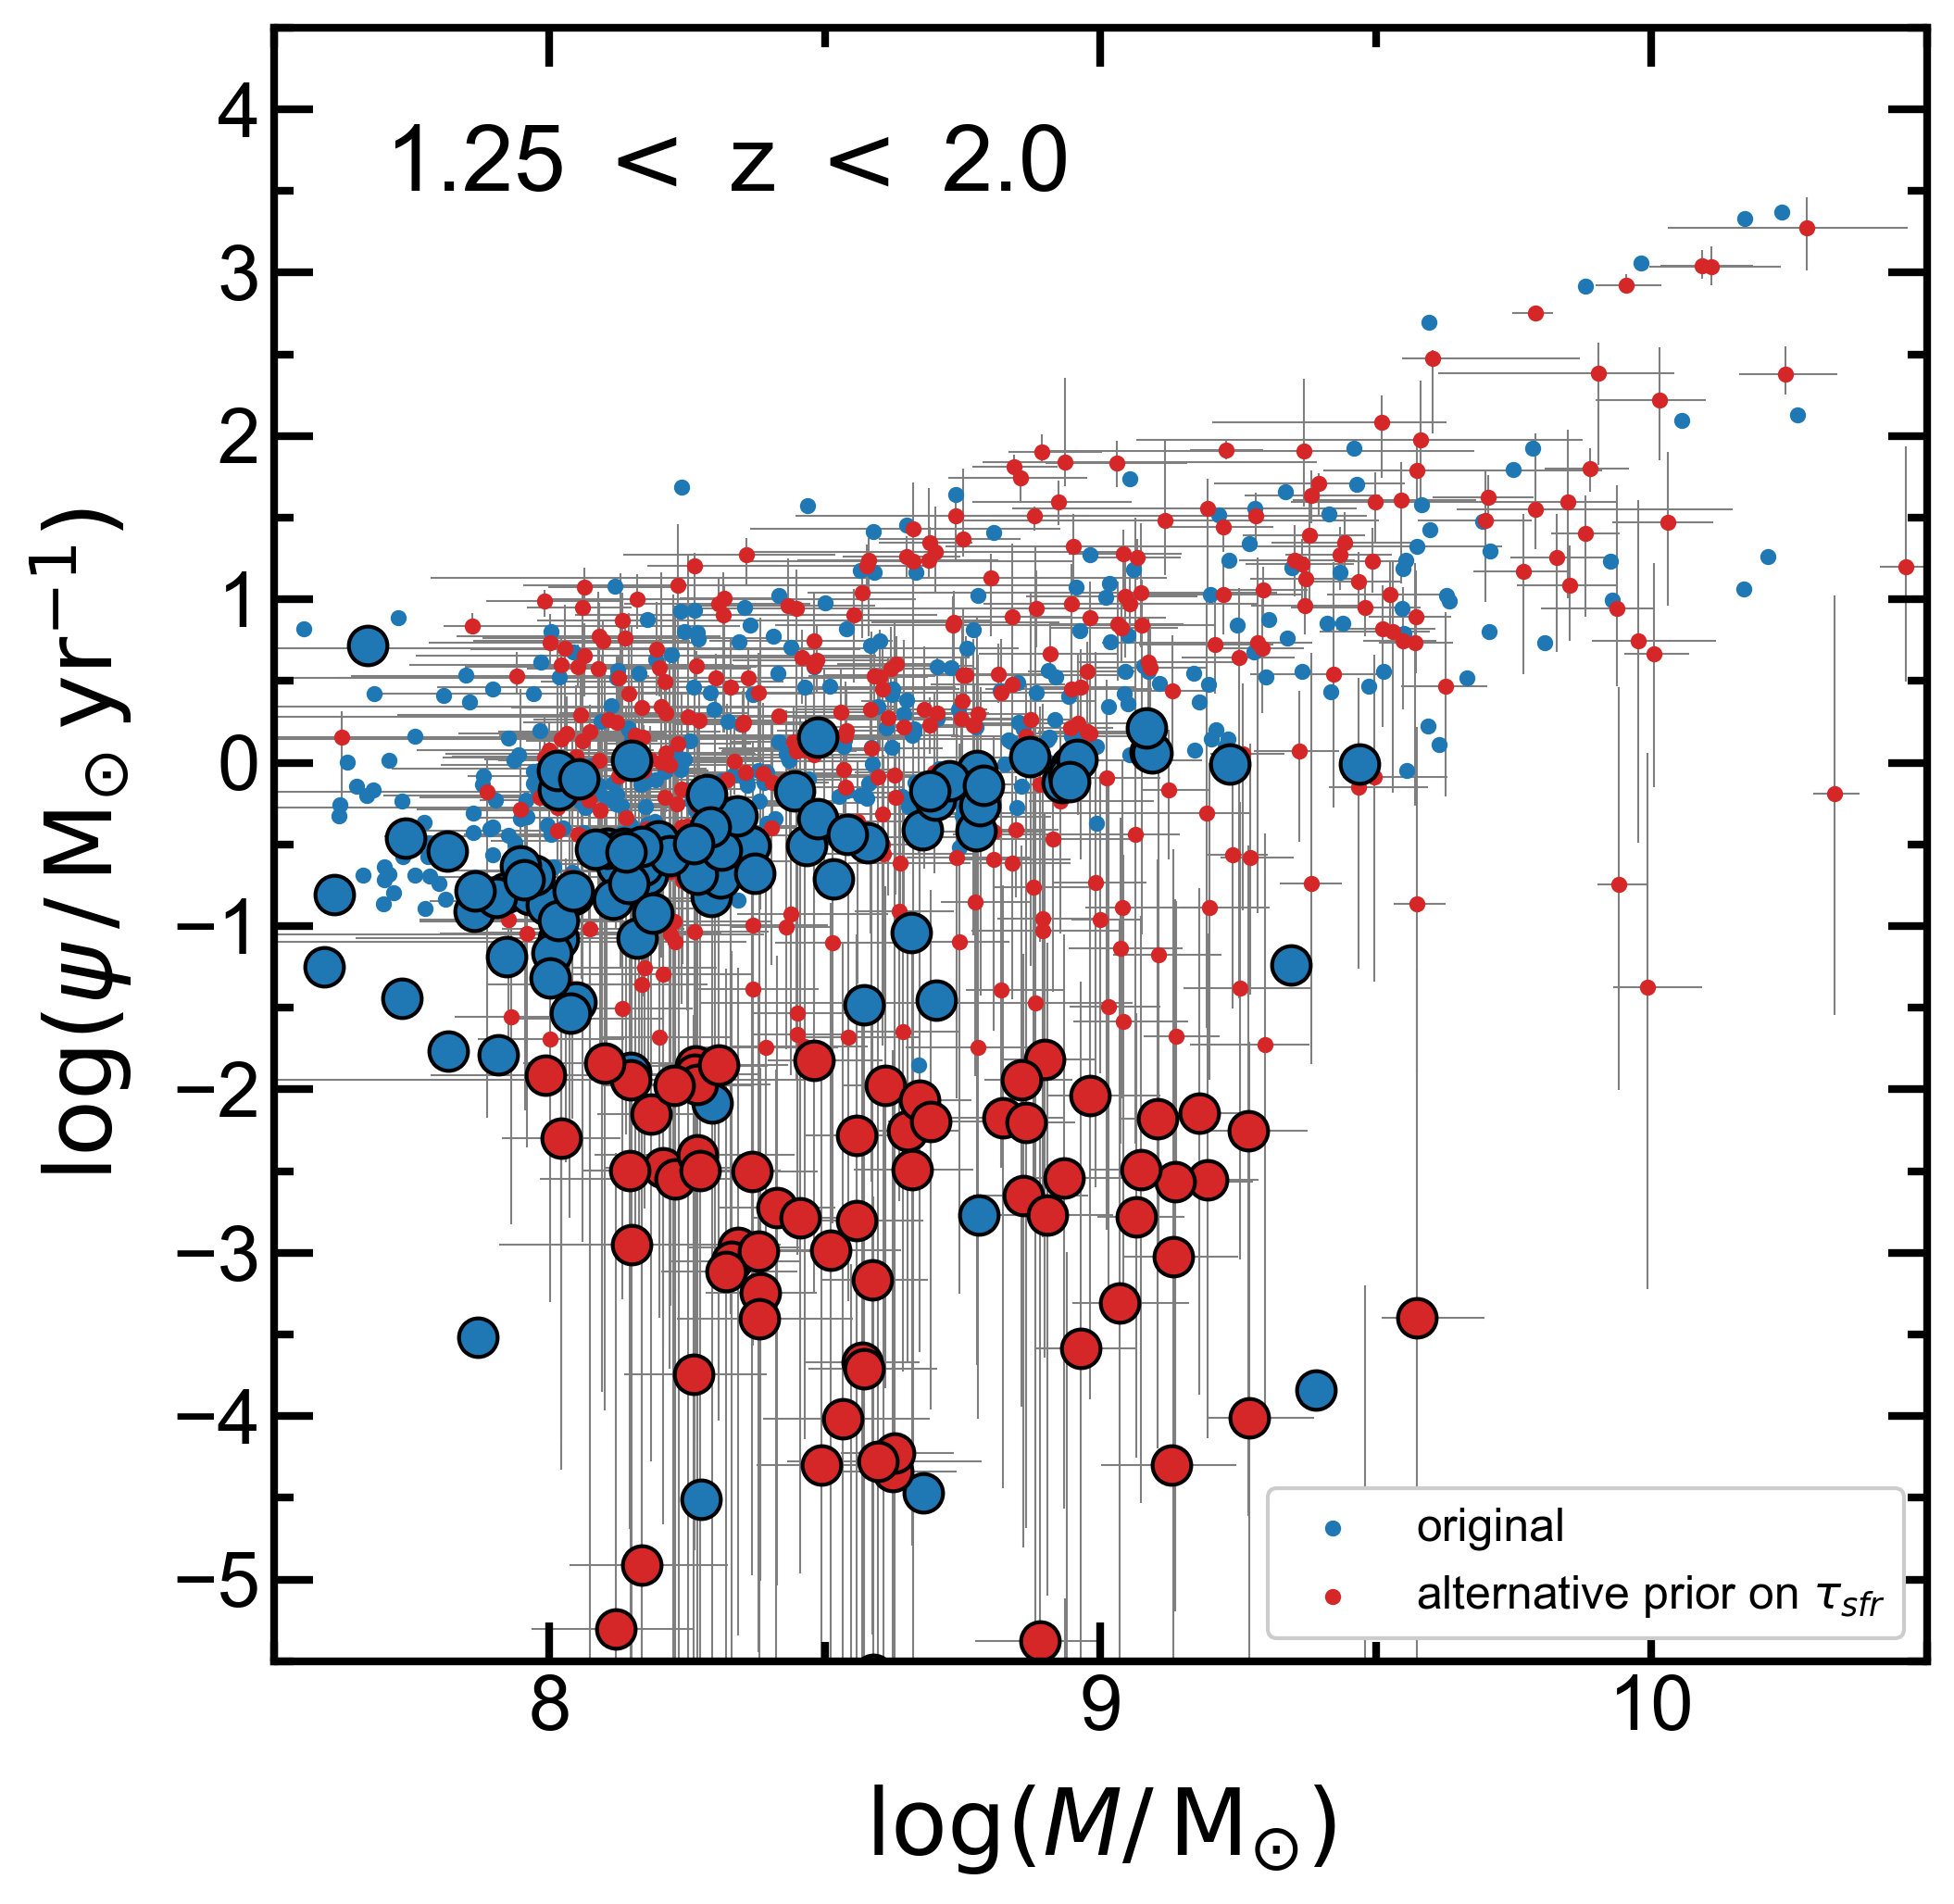 1.25 < z < 2.0
4
3
2
1
0
−1
−2
−3
−4
−5
log(ψ / M⊙ yr⁻¹)
original
alternative prior on τsfr
8 9 10
log(M/ M⊙)